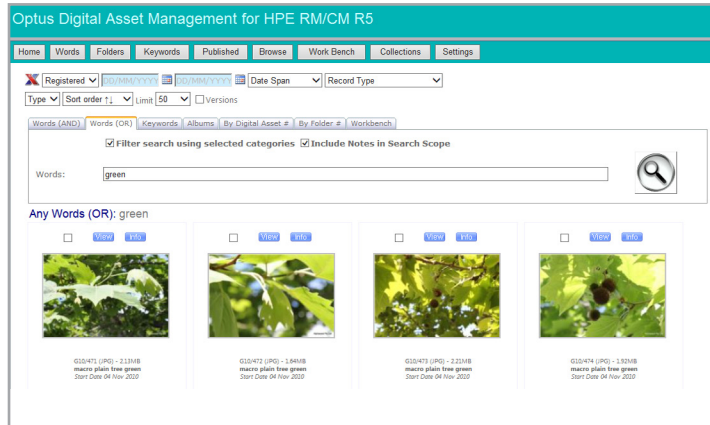 Optus Digital Asset Management for HPE RM/CM R5
Home Words Folders Keywords Published Browse Work Bench Collections Settings
Registered DD/MM/YYYY DD/MM/YYYY Date Span Record Type
Type Sort order ↑↓ Limit 50 Versions
Words (AND) Words (OR) Keywords Albums By Digital Asset # By Folder # Workbench
Filter search using selected categories Include Notes in Search Scope
Words: green
Any Words (OR): green
View Info View Info View Info View Info
G10/471 (JPG) - 2.13MB G10/472 (JPG) - 1.64MB G10/473 (JPG) - 2.21MB G10/474 (JPG) - 1.92MB
macro plain tree green macro plain tree green macro plain tree green macro plain tree green
Start Date 04 Nov 2010 Start Date 04 Nov 2010 Start Date 04 Nov 2010 Start Date 04 Nov 2010